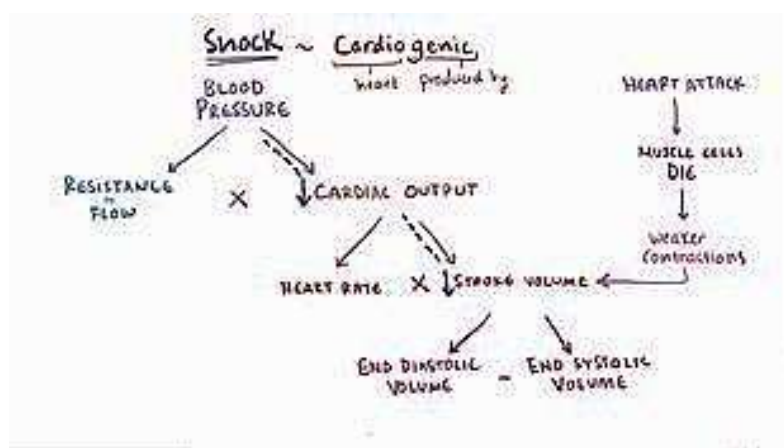 Shock ~ Cardiogenic
heart produced by
BLOOD
PRESSURE
HEART ATTACK
MUSCLE CELLS
DIE
RESISTANCE
to
FLOW
X
↓ CARDIAC OUTPUT
WEAKER
CONTRACTIONS
HEART RATE X ↓ STROKE VOLUME
END DIASTOLIC
VOLUME
-
END SYSTOLIC
VOLUME